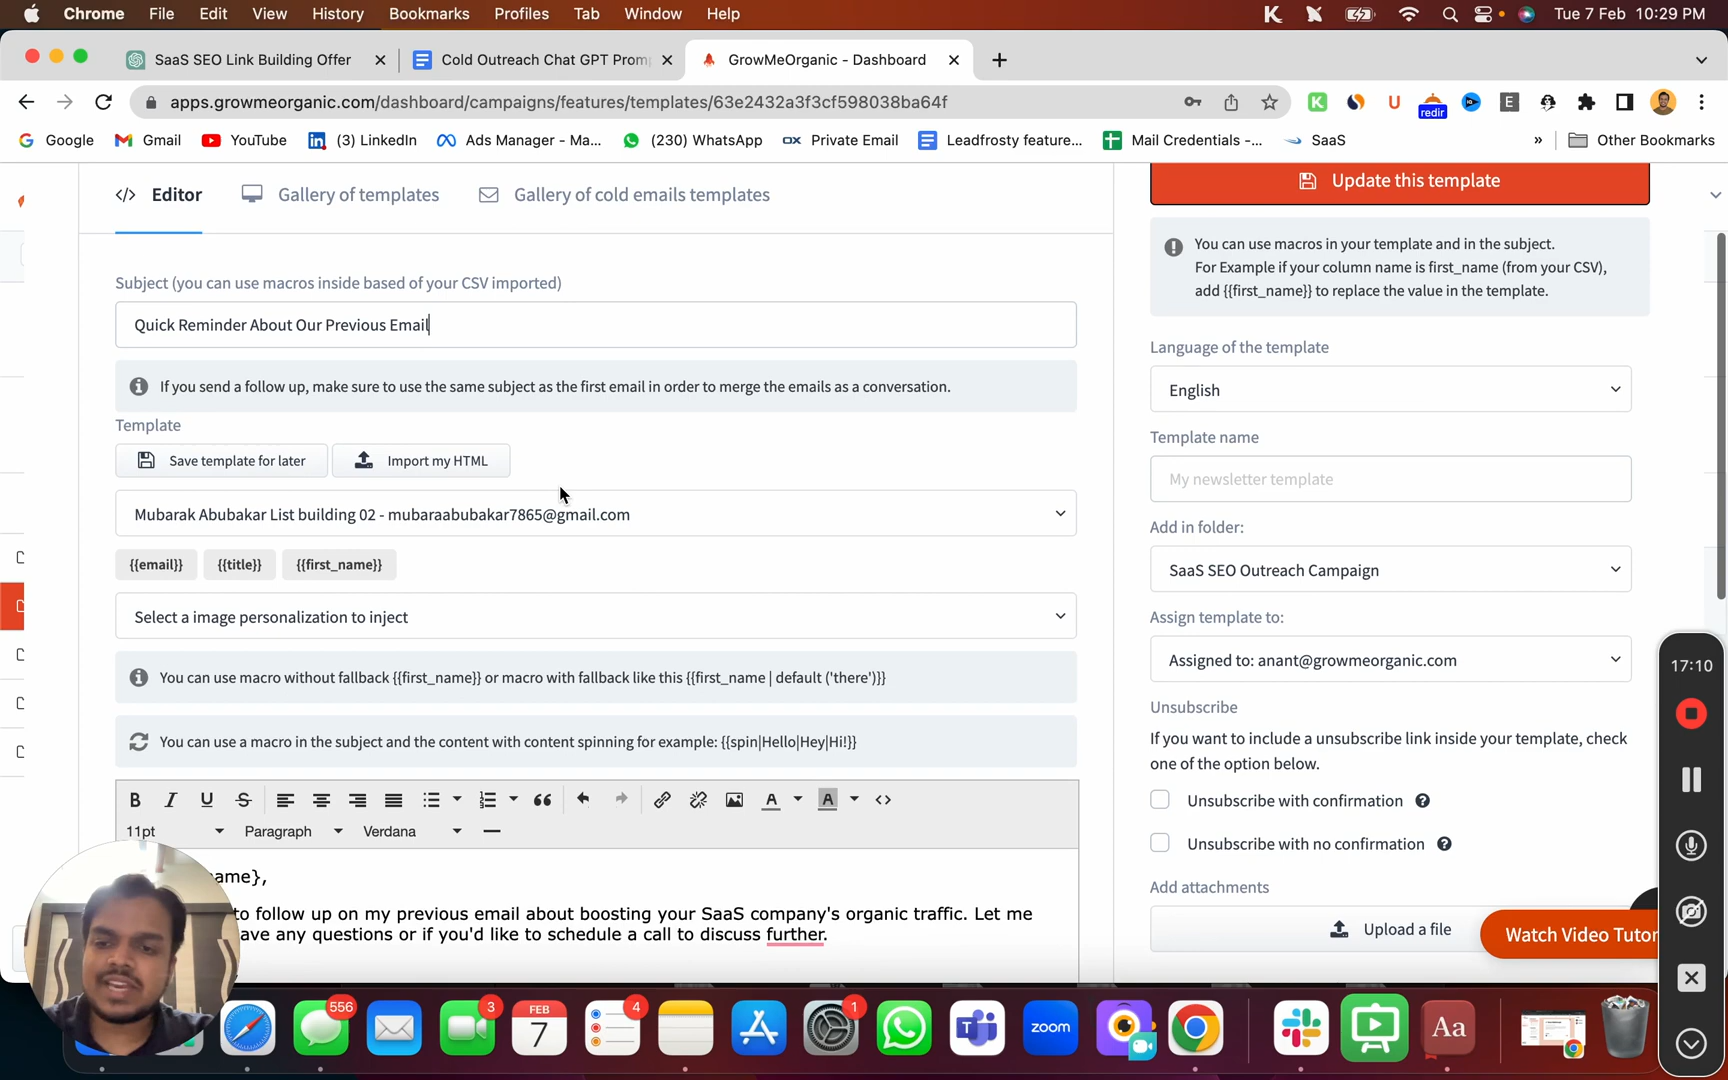 Chrome File Edit View History Bookmarks Profiles Tab Window Help Tue 7 Feb 10:29 PM
SaaS SEO Link Building Offer
Cold Outreach Chat GPT Prom
GrowMeOrganic - Dashboard
apps.growmeorganic.com/dashboard/campaigns/features/templates/63e2432a3f3cf598038ba64f
redir
Google Gmail YouTube (3) LinkedIn Ads Manager - Ma... (230) WhatsApp Private Email Leadfrosty feature... Mail Credentials -... SaaS » Other Bookmarks
Editor Gallery of templates Gallery of cold emails templates
Subject (you can use macros inside based of your CSV imported)
Quick Reminder About Our Previous Email
If you send a follow up, make sure to use the same subject as the first email in order to merge the emails as a conversation.
Template
Save template for later Import my HTML
Mubarak Abubakar List building 02 - mubaraabubakar7865@gmail.com
{{email}} {{title}} {{first_name}}
Select a image personalization to inject
You can use macro without fallback {{first_name}} or macro with fallback like this {{first_name | default ('there')}}
You can use a macro in the subject and the content with content spinning for example: {{spin|Hello|Hey|Hi!}}
11pt Paragraph Verdana
name},
to follow up on my previous email about boosting your SaaS company's organic traffic. Let me
ave any questions or if you'd like to schedule a call to discuss further.
Update this template
You can use macros in your template and in the subject.
For Example if your column name is first_name (from your CSV),
add {{first_name}} to replace the value in the template.
Language of the template
English
Template name
My newsletter template
Add in folder:
SaaS SEO Outreach Campaign
Assign template to:
Assigned to: anant@growmeorganic.com
Unsubscribe
If you want to include a unsubscribe link inside your template, check
one of the option below.
Unsubscribe with confirmation
Unsubscribe with no confirmation
Add attachments
Upload a file
Watch Video Tutor
17:10
556
3
FEB
7
4
1
zoom
Aa